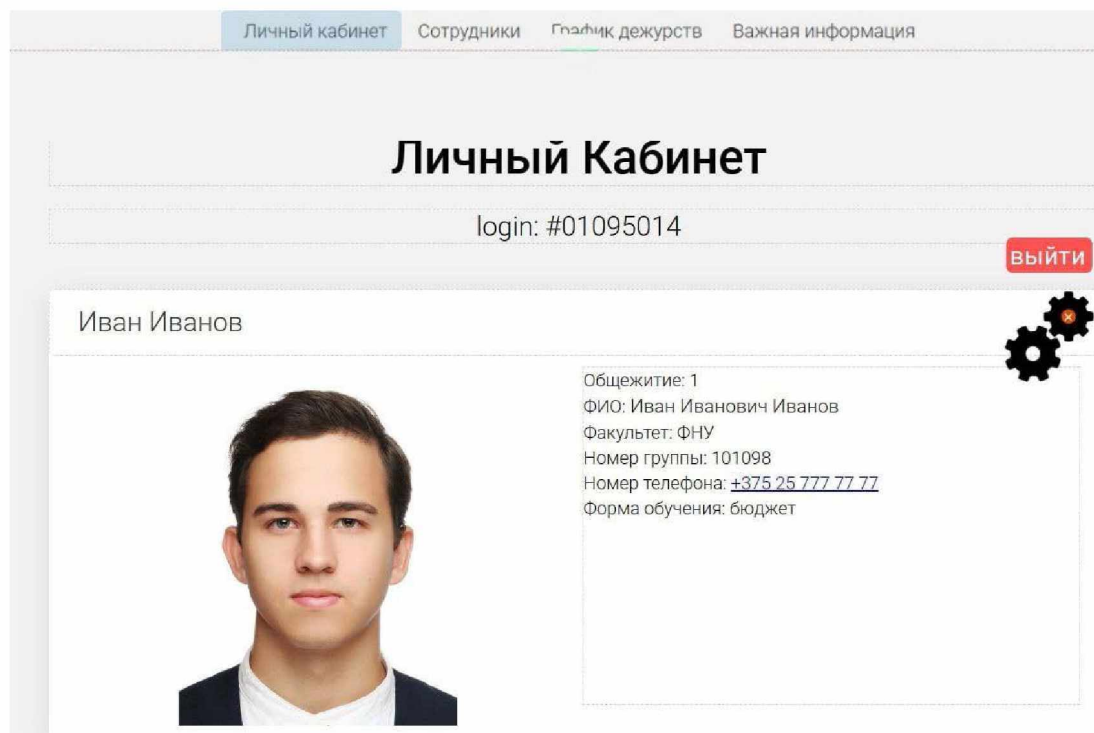 Личный кабинет Сотрудники График дежурств Важная информация
Личный Кабинет
login: #01095014
выйти
Иван Иванов
Общежитие: 1
ФИО: Иван Иванович Иванов
Факультет: ФНУ
Номер группы: 101098
Номер телефона: +375 25 777 77 77
Форма обучения: бюджет